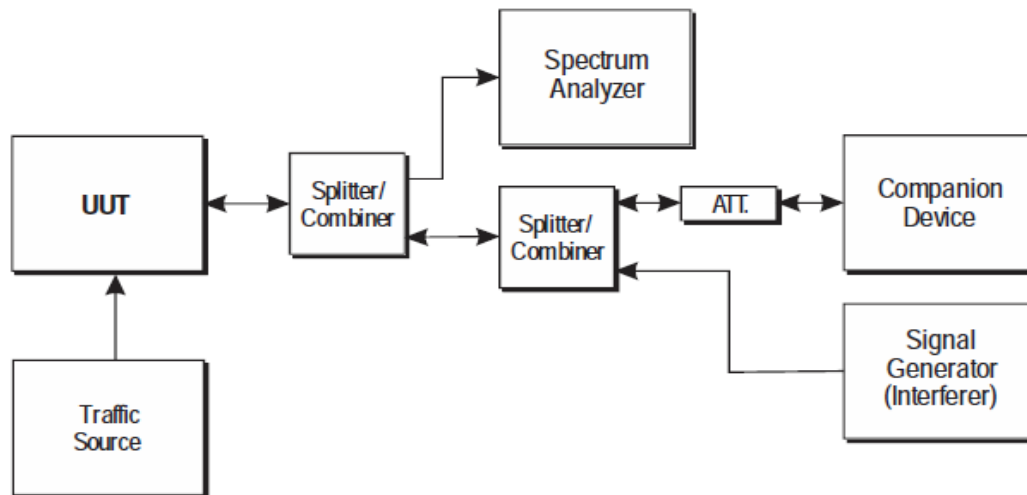 Spectrum
Analyzer
UUT
Splitter/
Combiner
Splitter/
Combiner
ATT.
Companion
Device
Traffic
Source
Signal
Generator
(Interferer)